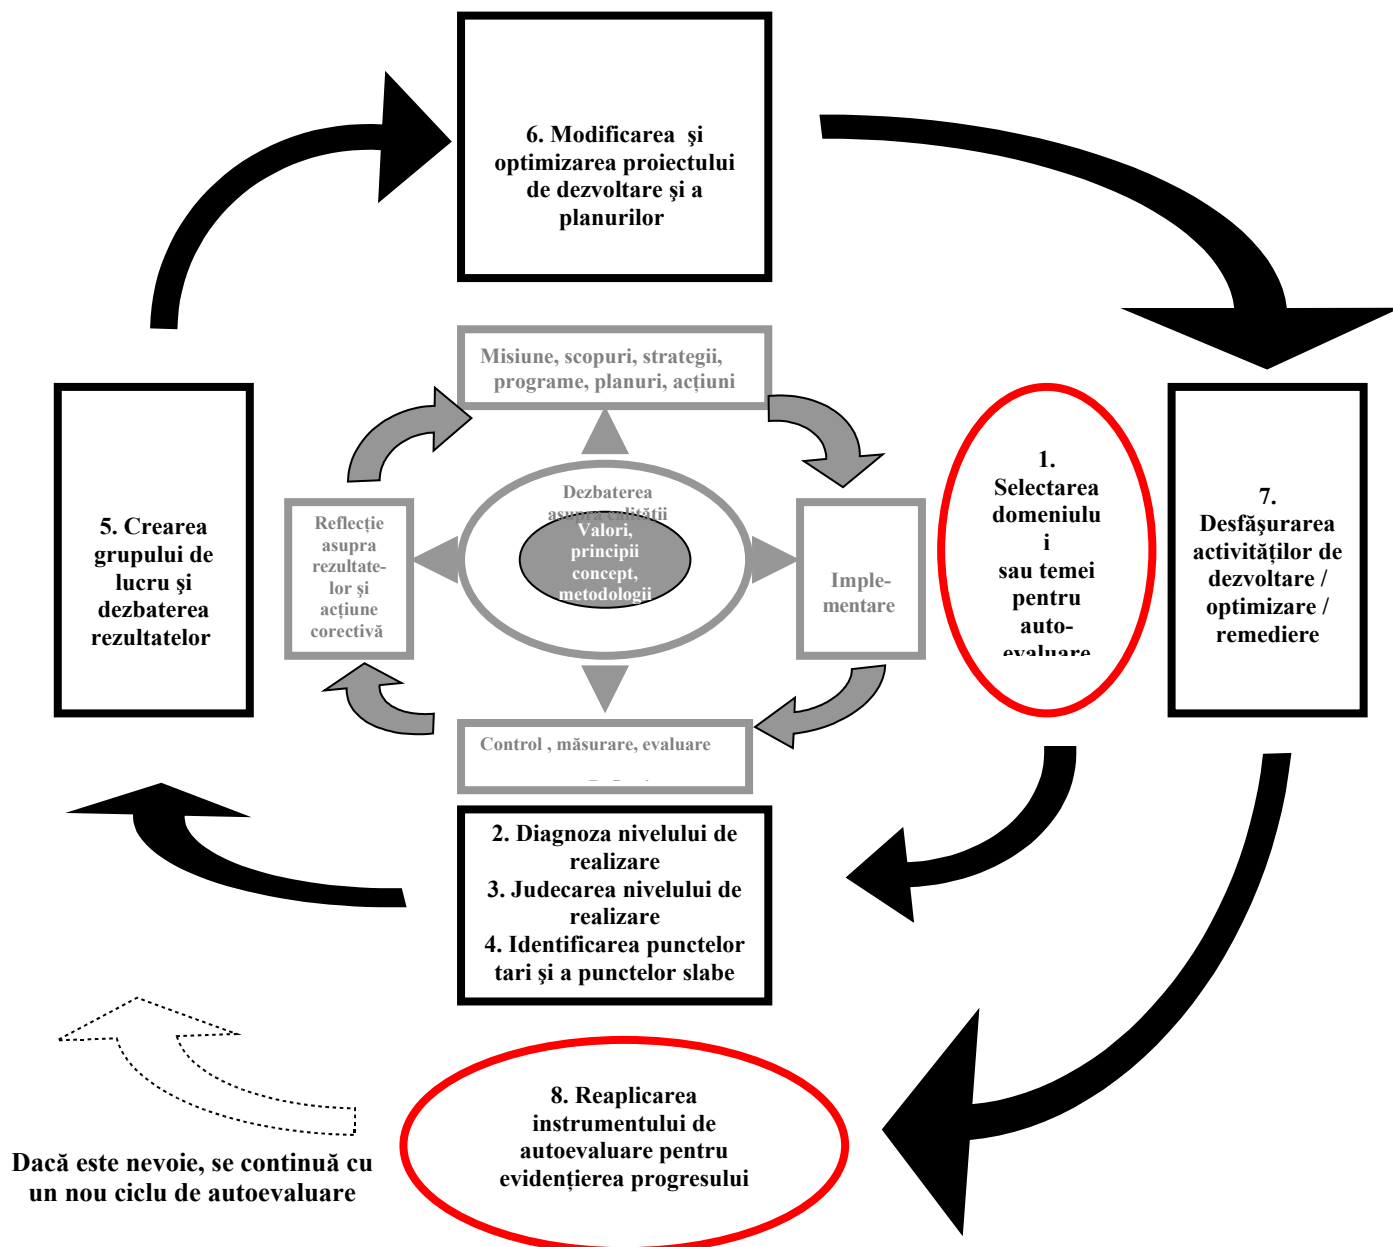 6. Modificarea şi
optimizarea proiectului
de dezvoltare şi a
planurilor
Misiune, scopuri, strategii,
programe, planuri, acțiuni
5. Crearea
grupului de
lucru şi
dezbaterea
rezultatelor
Reflecție
asupra
rezultate-
lor și
acțiune
corectivă
Dezbaterea
asupra calității
Valori,
principii
concept,
metodologii
Imple-
mentare
1.
Selectarea
domeniulu
i
sau temei
pentru
auto-
evaluare
7.
Desfăşurarea
activităților de
dezvoltare /
optimizare /
remediere
Control , măsurare, evaluare
2. Diagnoza nivelului de
realizare
3. Judecarea nivelului de
realizare
4. Identificarea punctelor
tari şi a punctelor slabe
8. Reaplicarea
instrumentului de
autoevaluare pentru
evidențierea progresului
Dacă este nevoie, se continuă cu
un nou ciclu de autoevaluare